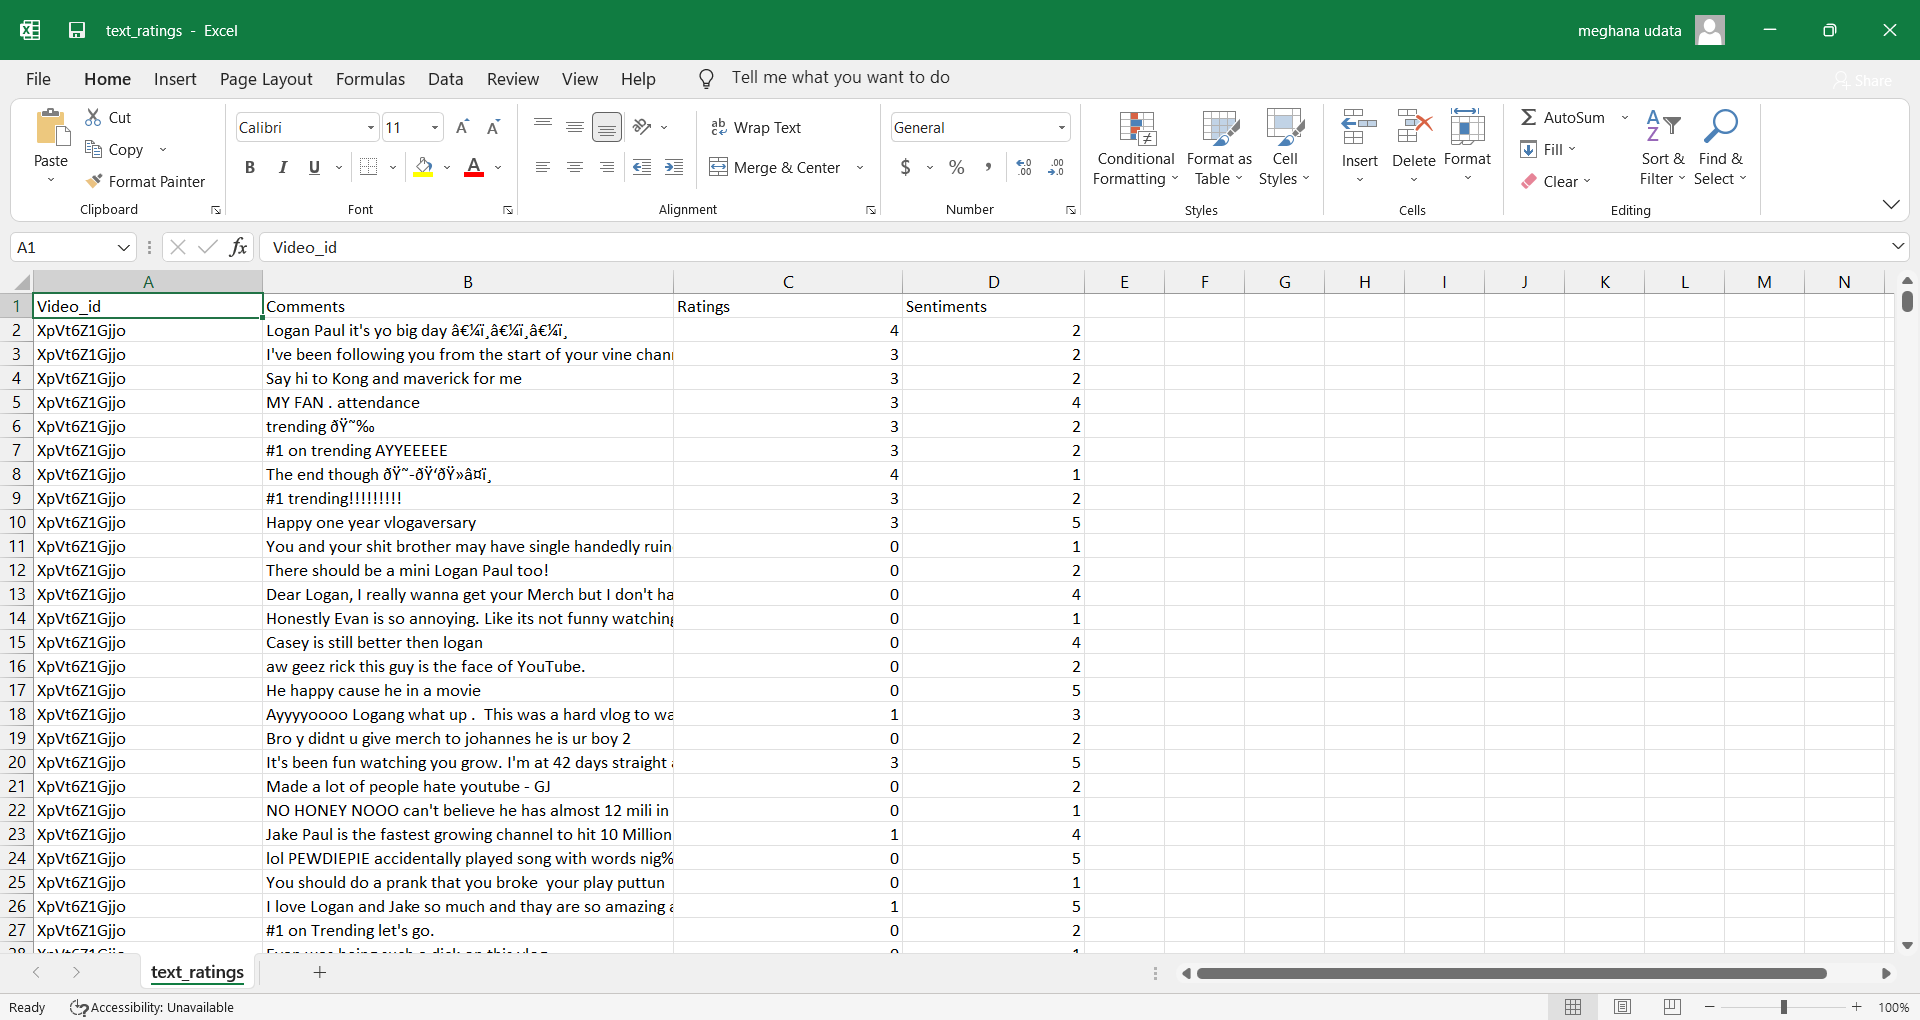 text_ratings - Excel
meghana udata
File Home Insert Page Layout Formulas Data Review View Help Tell me what you want to do
Share
Paste
Cut
Copy
Format Painter
Clipboard
Calibri 11
B I U
A
Font
ab Wrap Text
Merge & Center
Alignment
General
$ % ,
Number
Conditional Formatting
Format as Table
Cell Styles
Styles
Insert Delete Format
Cells
AutoSum
Fill
Clear
Sort & Filter
Find & Select
Editing
A1 fx Video_id
A B C D E F G H I J K L M N
1 Video_id Comments Ratings Sentiments
2 XpVt6Z1Gjjo Logan Paul it's yo big day â€¼ï¸â€¼ï¸â€¼ï¸ 4 2
3 XpVt6Z1Gjjo I've been following you from the start of your vine chan 3 2
4 XpVt6Z1Gjjo Say hi to Kong and maverick for me 3 2
5 XpVt6Z1Gjjo MY FAN . attendance 3 4
6 XpVt6Z1Gjjo trending ðŸ˜‰ 3 2
7 XpVt6Z1Gjjo #1 on trending AYYEEEEE 3 2
8 XpVt6Z1Gjjo The end though ðŸ˜-ðŸ‘ðŸ»â¤ï¸ 4 1
9 XpVt6Z1Gjjo #1 trending!!!!!!!!! 3 2
10 XpVt6Z1Gjjo Happy one year vlogaversary 3 5
11 XpVt6Z1Gjjo You and your shit brother may have single handedly ruin 0 1
12 XpVt6Z1Gjjo There should be a mini Logan Paul too! 0 2
13 XpVt6Z1Gjjo Dear Logan, I really wanna get your Merch but I don't ha 0 4
14 XpVt6Z1Gjjo Honestly Evan is so annoying. Like its not funny watching 0 1
15 XpVt6Z1Gjjo Casey is still better then logan 0 4
16 XpVt6Z1Gjjo aw geez rick this guy is the face of YouTube. 0 2
17 XpVt6Z1Gjjo He happy cause he in a movie 0 5
18 XpVt6Z1Gjjo Ayyyyoooo Logang what up . This was a hard vlog to wa 1 3
19 XpVt6Z1Gjjo Bro y didnt u give merch to johannes he is ur boy 2 0 2
20 XpVt6Z1Gjjo It's been fun watching you grow. I'm at 42 days straight 3 5
21 XpVt6Z1Gjjo Made a lot of people hate youtube - GJ 0 2
22 XpVt6Z1Gjjo NO HONEY NOOO can't believe he has almost 12 mili in 0 1
23 XpVt6Z1Gjjo Jake Paul is the fastest growing channel to hit 10 Million 1 4
24 XpVt6Z1Gjjo lol PEWDIEPIE accidentally played song with words nig% 0 5
25 XpVt6Z1Gjjo You should do a prank that you broke your play puttun 0 1
26 XpVt6Z1Gjjo I love Logan and Jake so much and thay are so amazing 1 5
27 XpVt6Z1Gjjo #1 on Trending let's go. 0 2
text_ratings
Ready Accessibility: Unavailable 100%